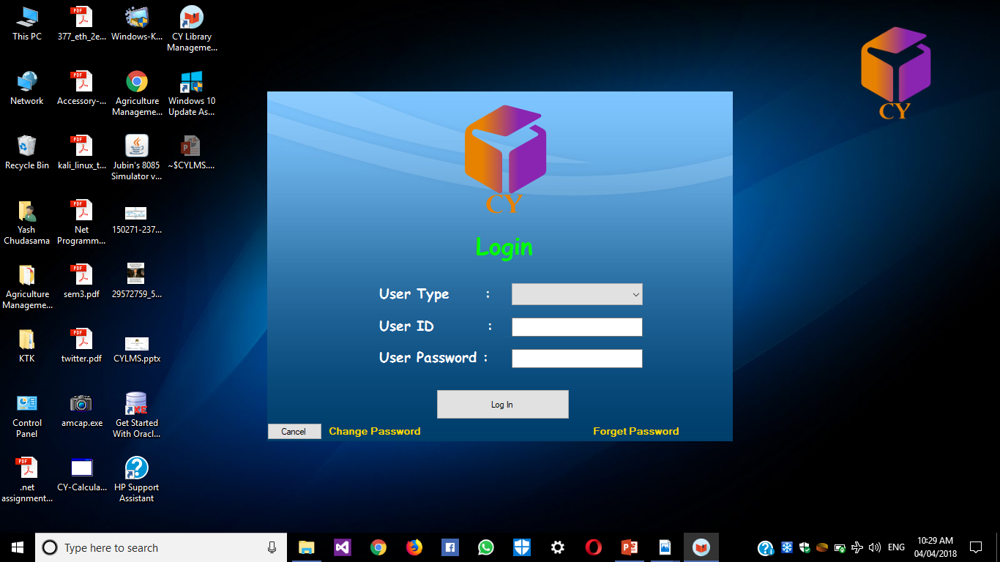 This PC
377_eth_2e...
Windows-K...
CY Library
Manageme...
Network
Accessory-...
Agriculture
Manageme...
Windows 10
Update As...
Recycle Bin
kali_linux_t...
Jubin's 8085
Simulator v...
~$CYLMS....
Yash
Chudasama
Net
Programm...
150271-237...
Agriculture
Manageme...
sem3.pdf
29572759_5...
KTK
twitter.pdf
CYLMS.pptx
Control
Panel
amcap.exe
Get Started
With Oracl...
.net
assignment...
CY-Calcula...
HP Support
Assistant
CY
CY
Login
User Type :
User ID :
User Password :
Log In
Cancel
Change Password
Forget Password
Type here to search
ENG
10:29 AM
04/04/2018